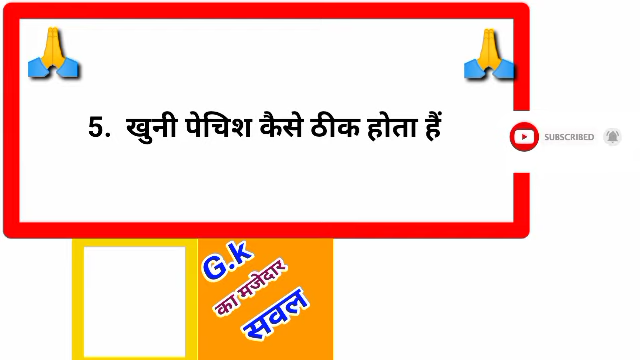 5. खुनी पेचिश कैसे ठीक होता हैं
SUBSCRIBED
G.k
का मजेदार
सवल